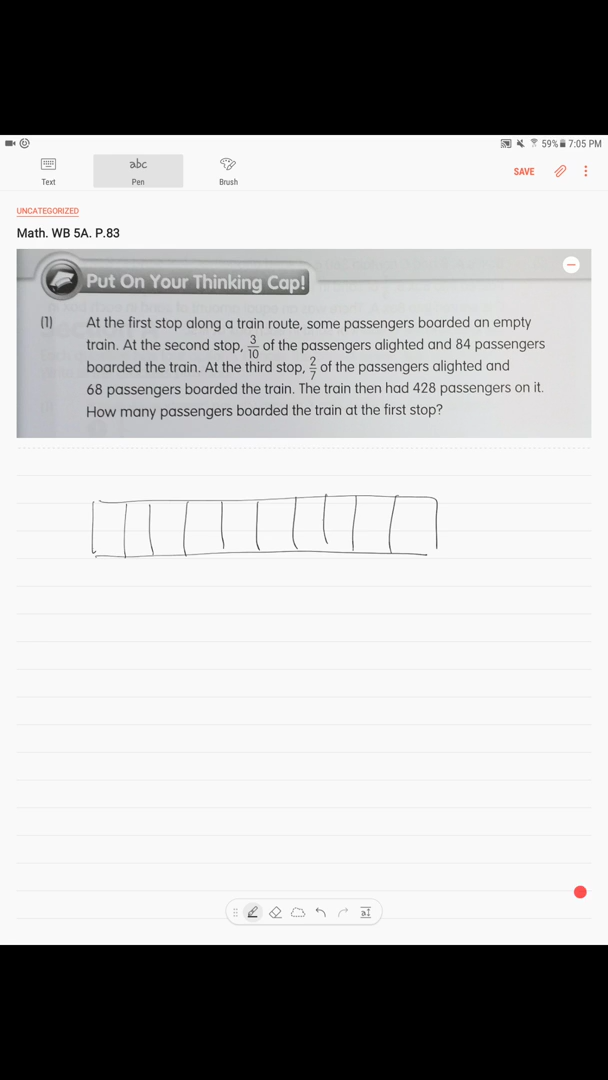 59% 7:05 PM
Text
abc
Pen
Brush
SAVE
UNCATEGORIZED
Math. WB 5A. P.83
Put On Your Thinking Cap!
(1) At the first stop along a train route, some passengers boarded an empty
train. At the second stop, 3/10 of the passengers alighted and 84 passengers
boarded the train. At the third stop, 2/7 of the passengers alighted and
68 passengers boarded the train. The train then had 428 passengers on it.
How many passengers boarded the train at the first stop?